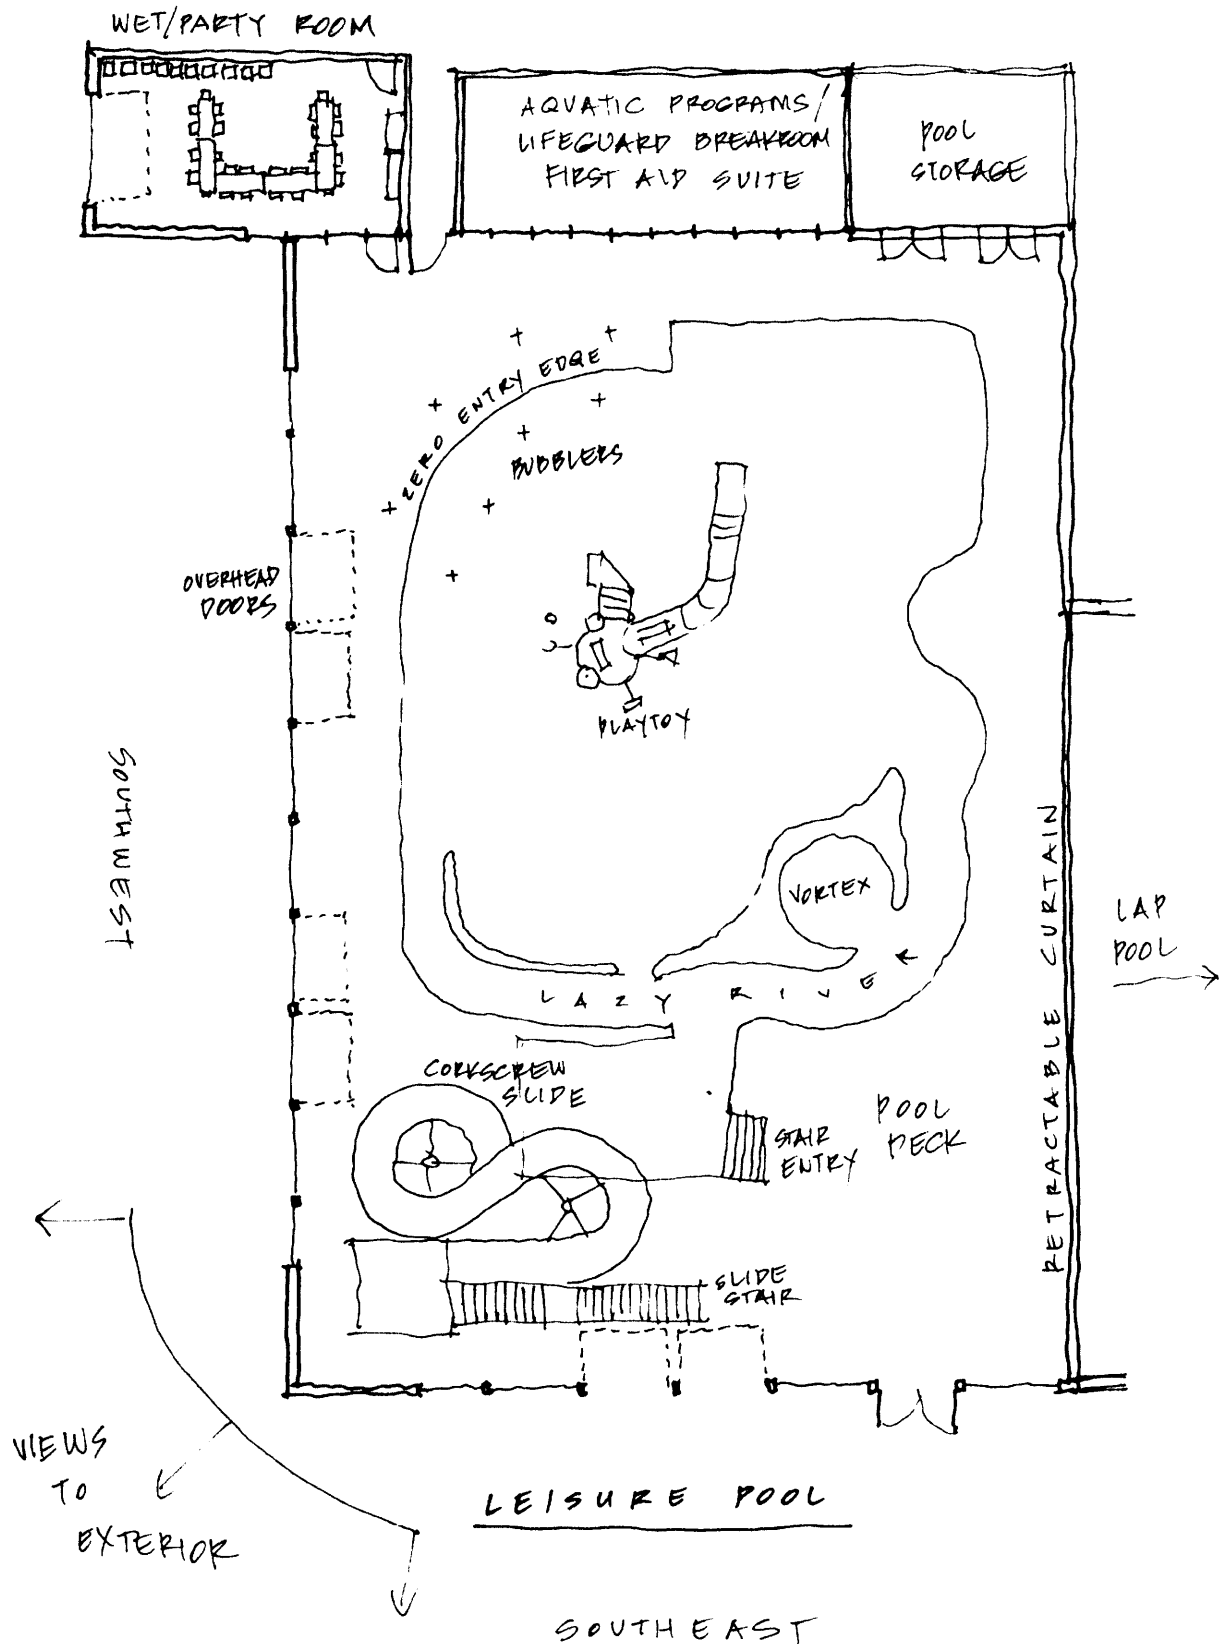 WET/PARTY ROOM
AQUATIC PROGRAMS/
LIFEGUARD BREAKROOM
FIRST AID SUITE
POOL
STORAGE
ZERO ENTRY EDGE
BUBBLERS
OVERHEAD
DOORS
PLAYTOY
SOUTHWEST
VORTEX
RETRACTABLE CURTAIN
LAP
POOL
LAZY RIVE
CORKSCREW
SLIDE
POOL
DECK
STAIR
ENTRY
SLIDE
STAIR
VIEWS
TO
EXTERIOR
LEISURE POOL
SOUTHEAST